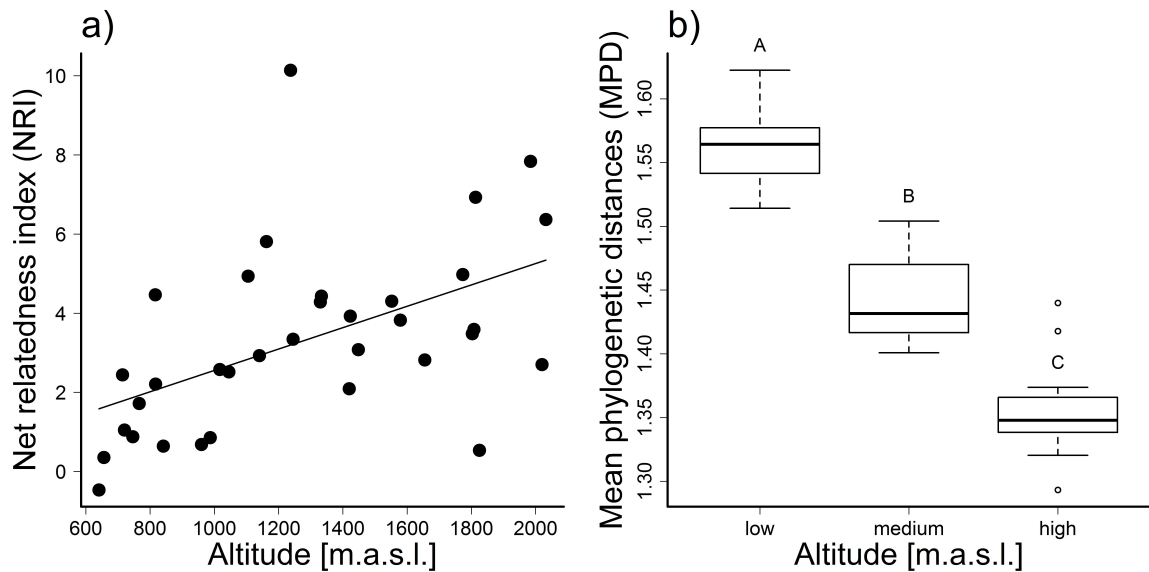 a)
Net relatedness index (NRI)
10
8
6
4
2
0
600 800 1000 1200 1400 1600 1800 2000
Altitude [m.a.s.l.]
b)
Mean phylogenetic distances (MPD)
1.60
1.55
1.50
1.45
1.40
1.35
1.30
A
B
C
low medium high
Altitude [m.a.s.l.]